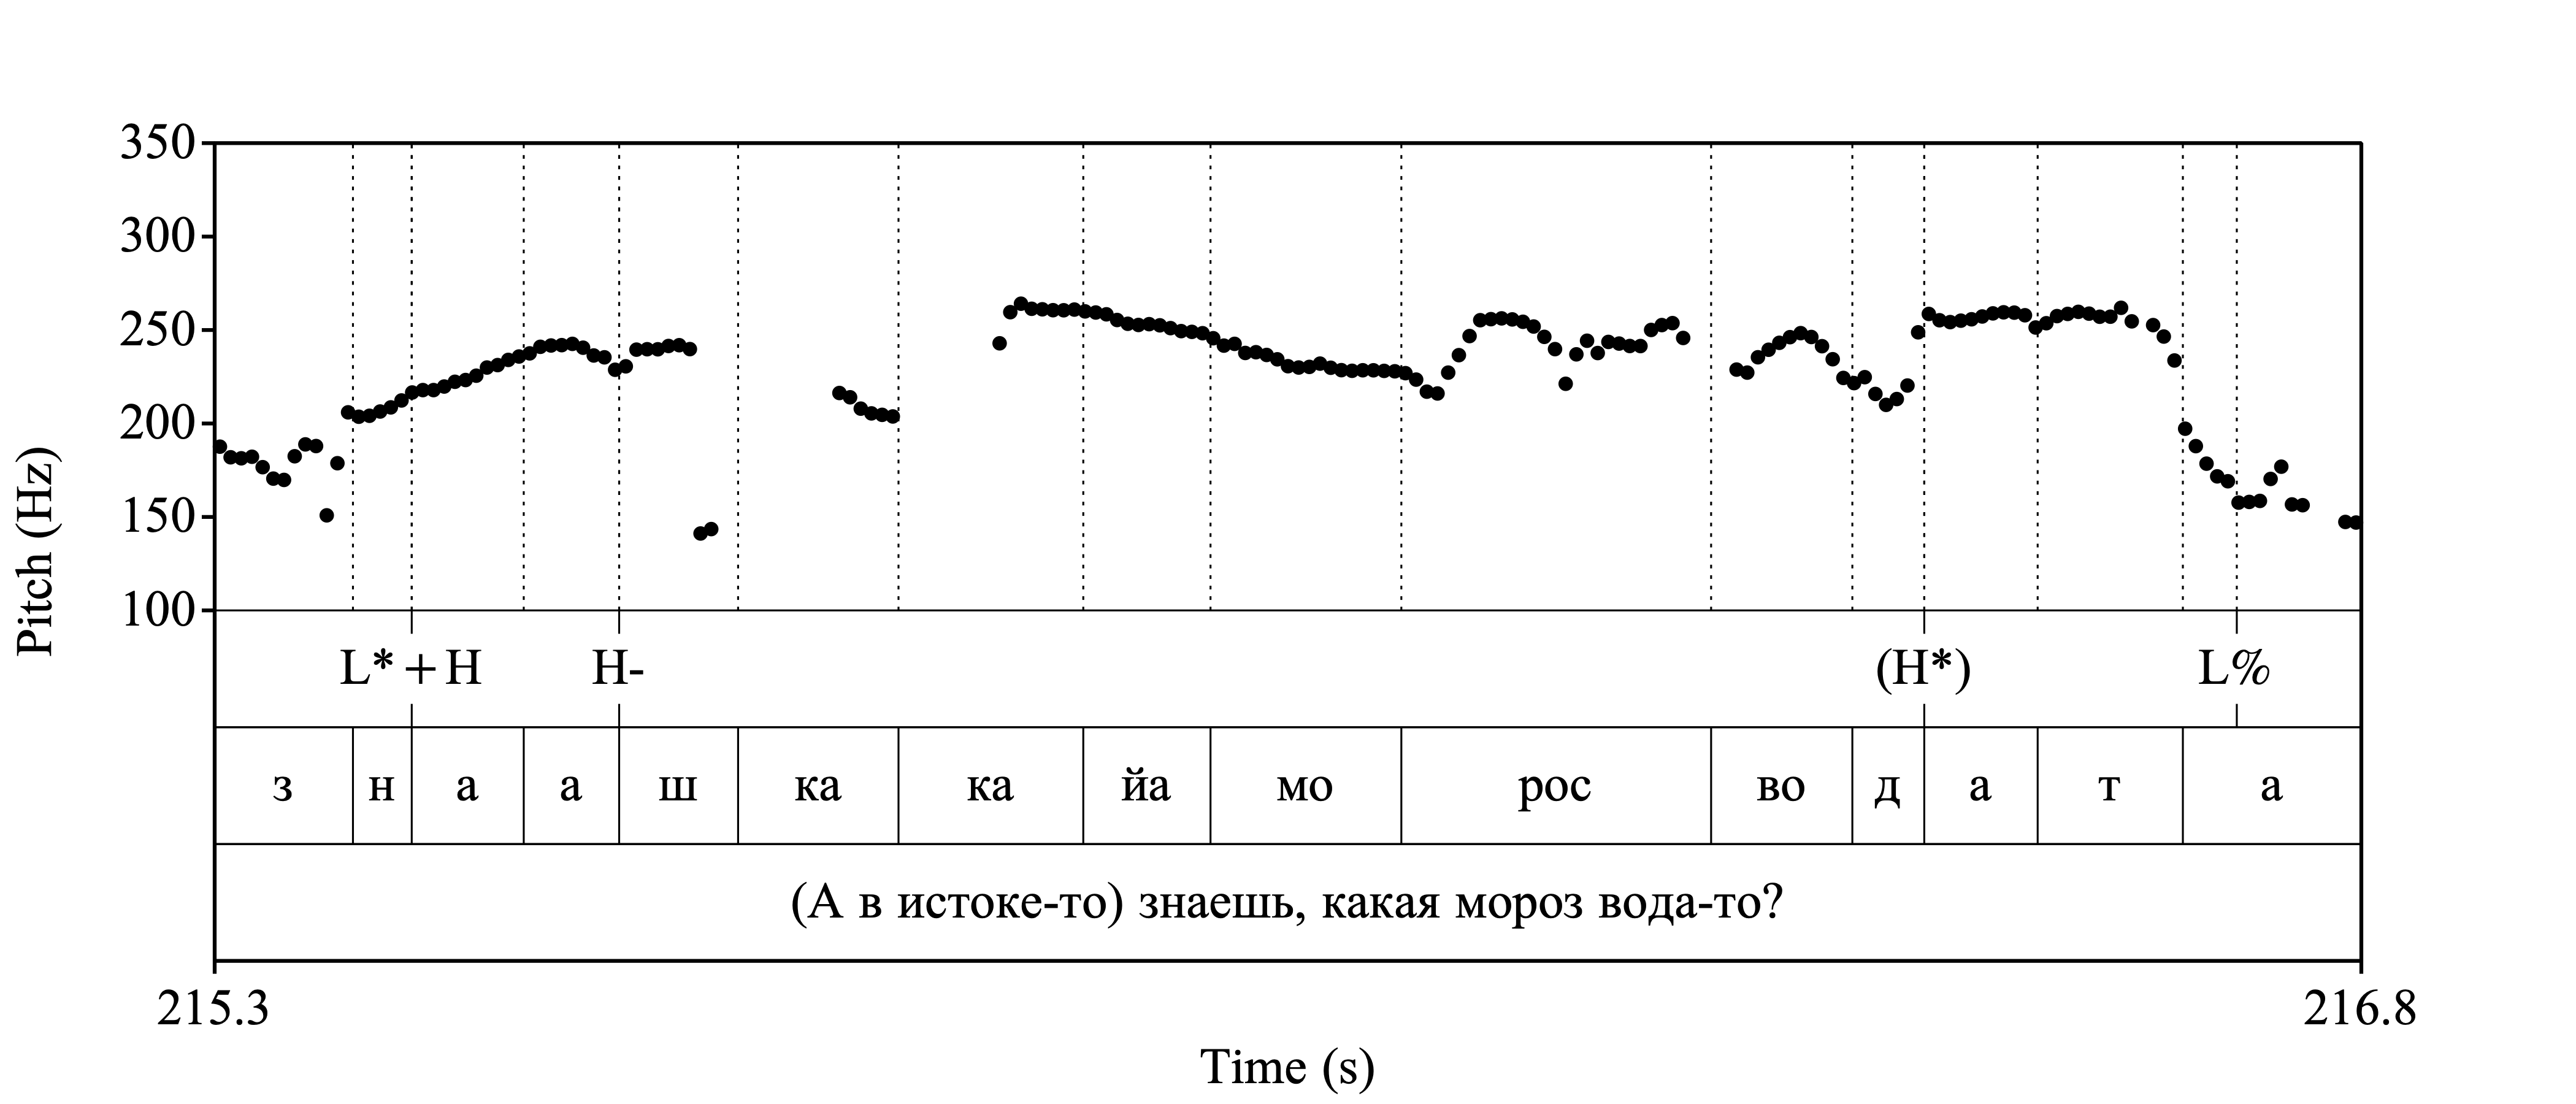 350
300
250
200
150
100
Pitch (Hz)
L* + H H- (H*) L%
з н а а ш ка ка йа мо рос во д а т а
(А в истоке-то) знаешь, какая мороз вода-то?
215.3 216.8
Time (s)